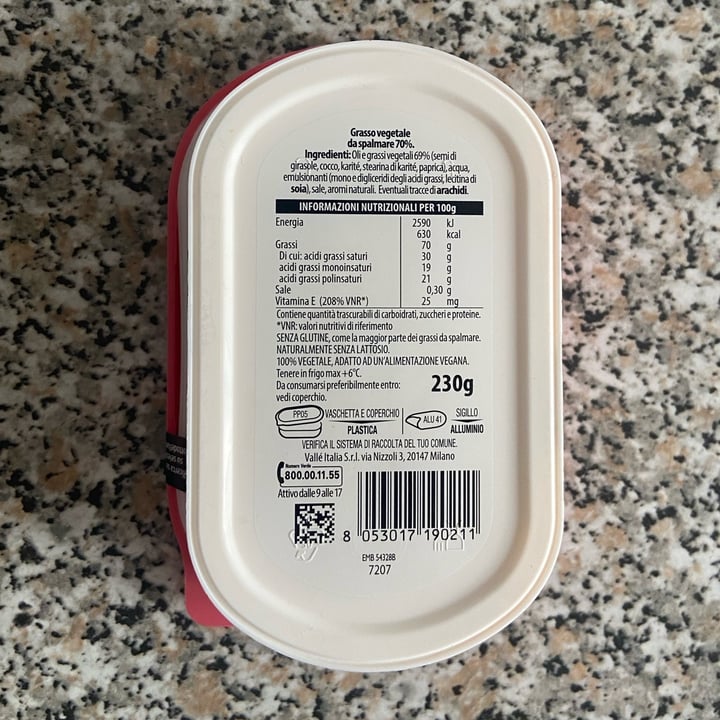 Grasso vegetale
da spalmare 70%.
Ingredienti: Oli e grassi vegetali 69% (semi di
girasole, cocco, karité, stearina di karité, paprica), acqua,
emulsionanti (mono e digliceridi degli acidi grassi, lecitina di
soia), sale, aromi naturali. Eventuali tracce di arachidi.
INFORMAZIONI NUTRIZIONALI PER 100g
Energia 2590 kJ
630 kcal
Grassi 70 g
Di cui: acidi grassi saturi 30 g
acidi grassi monoinsaturi 19 g
acidi grassi polinsaturi 21 g
Sale 0,30 g
Vitamina E (208% VNR*) 25 mg
Contiene quantità trascurabili di carboidrati, zuccheri e proteine.
*VNR: valori nutritivi di riferimento
SENZA GLUTINE, come la maggior parte dei grassi da spalmare.
NATURALMENTE SENZA LATTOSIO.
100% VEGETALE, ADATTO AD UN'ALIMENTAZIONE VEGANA.
Tenere in frigo max +6°C.
Da consumarsi preferibilmente entro:
vedi coperchio.
230g
PP05 VASCHETTA E COPERCHIO
PLASTICA
ALU 41 SIGILLO
ALLUMINIO
VERIFICA IL SISTEMA DI RACCOLTA DEL TUO COMUNE.
Vallé Italia S.r.l. via Nizzoli 3, 20147 Milano
Numero Verde
800.00.11.55
Attivo dalle 9 alle 17
8 053017 190211
EMB 54328B
7207